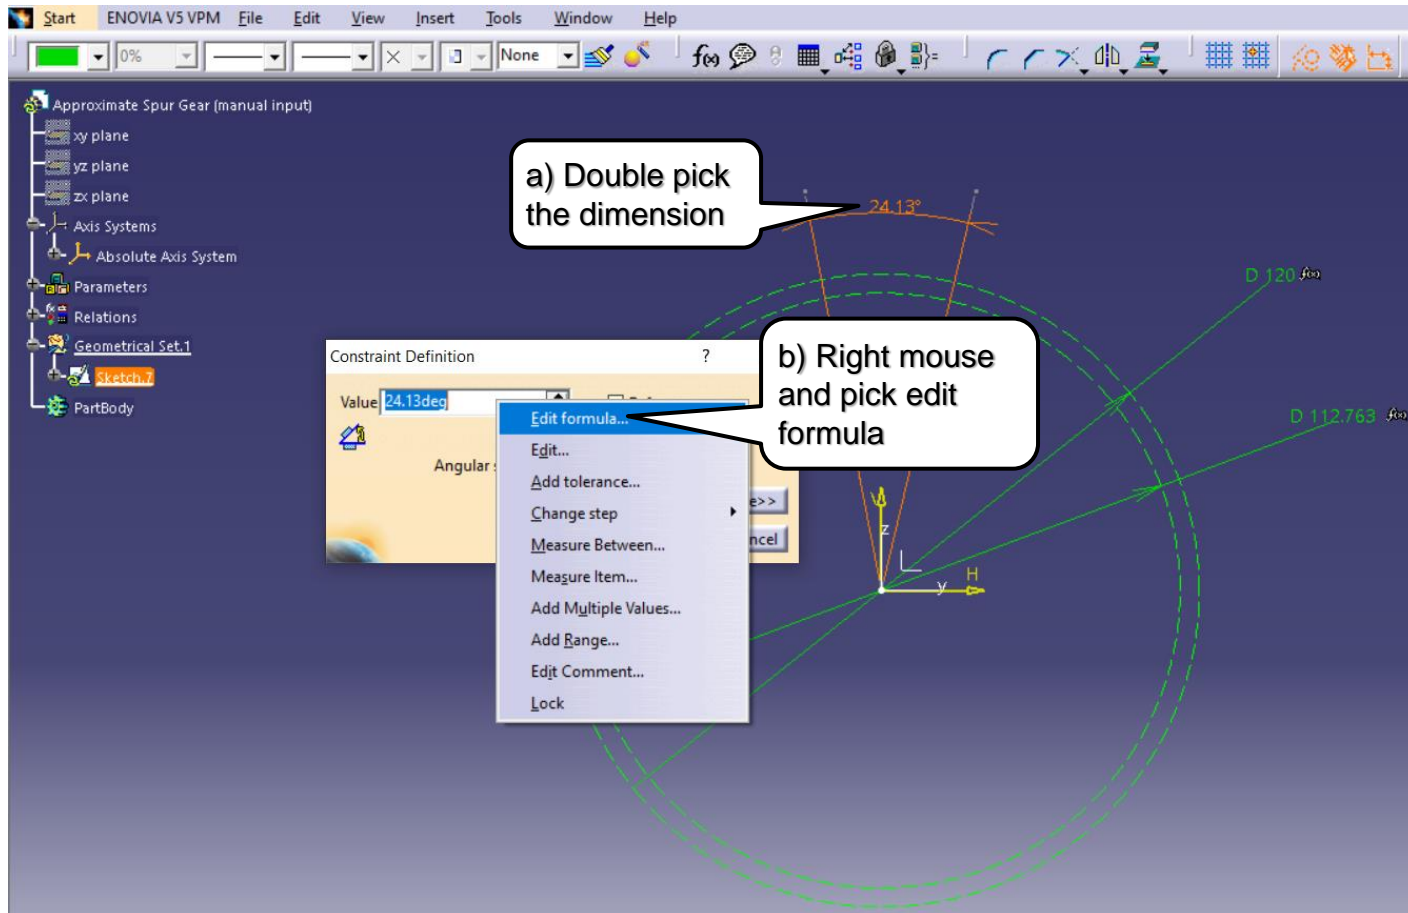 Start ENOVIA V5 VPM File Edit View Insert Tools Window Help
0% None f(x)
Approximate Spur Gear (manual input)
xy plane
yz plane
zx plane
Axis Systems
Absolute Axis System
Parameters
Relations
Geometrical Set.1
Sketch.7
PartBody
a) Double pick
the dimension
24.13°
D 120 f(x)
D 112.763 f(x)
b) Right mouse
and pick edit
formula
Constraint Definition ?
Value 24.13deg
Angular
e>>
ncel
Edit formula...
Edit...
Add tolerance...
Change step
Measure Between...
Measure Item...
Add Multiple Values...
Add Range...
Edit Comment...
Lock
V
z
H
y